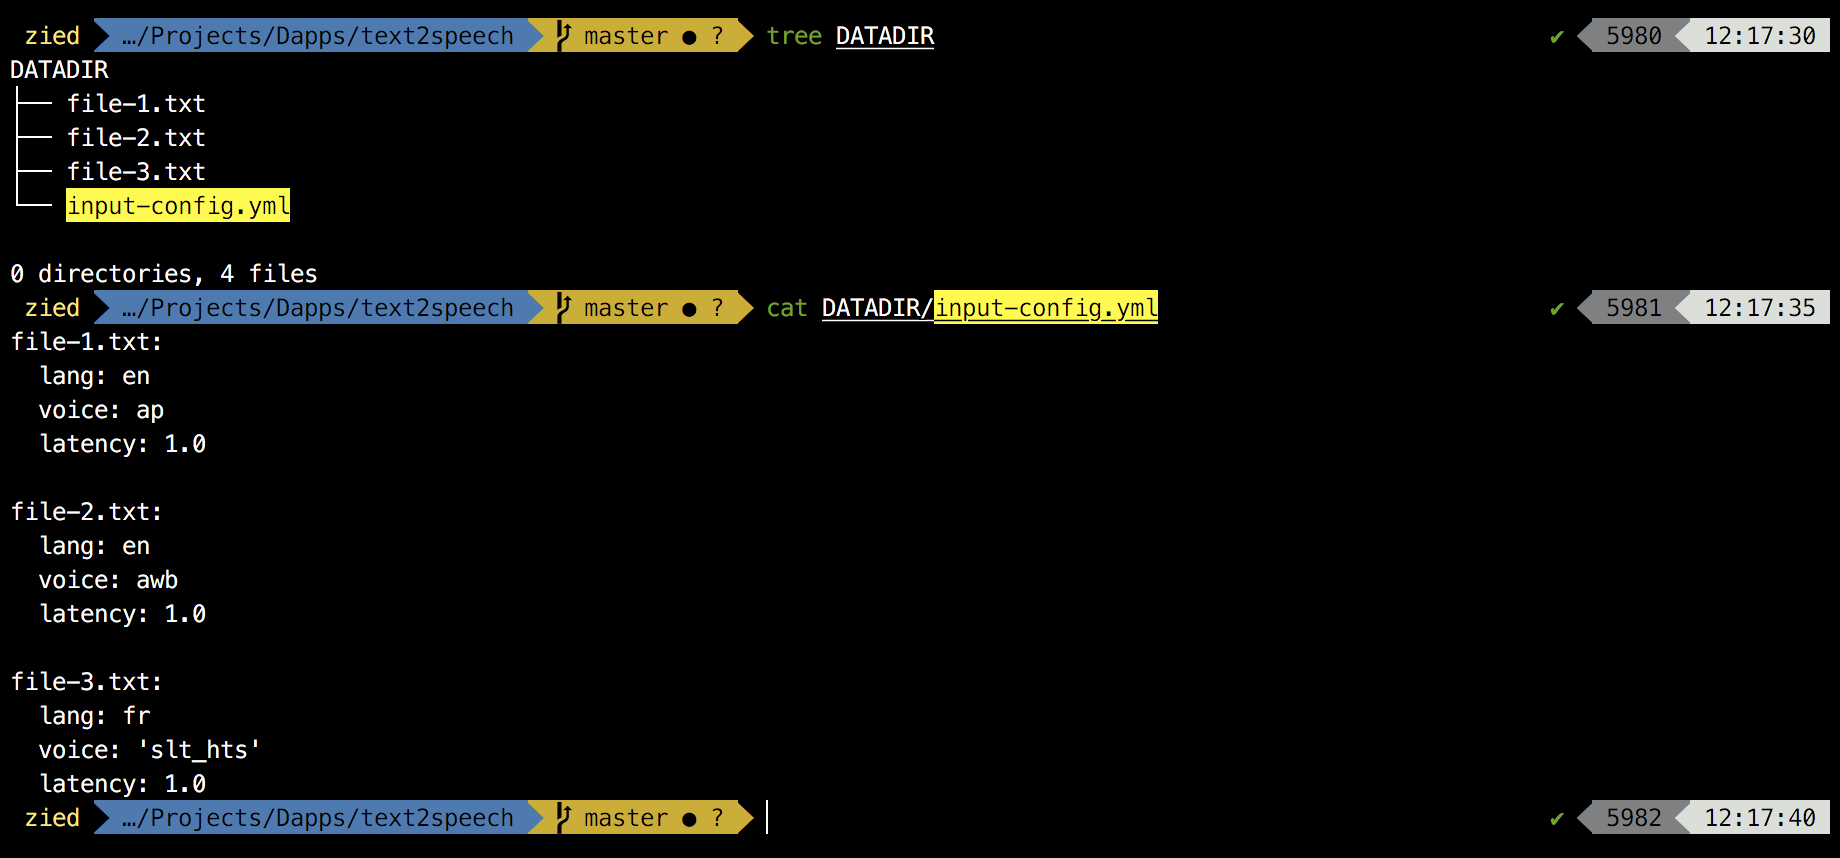 zied …/Projects/Dapps/text2speech master ● ? tree DATADIR ✔ 5980 12:17:30
DATADIR
├── file-1.txt
├── file-2.txt
├── file-3.txt
└── input-config.yml
0 directories, 4 files
zied …/Projects/Dapps/text2speech master ● ? cat DATADIR/input-config.yml ✔ 5981 12:17:35
file-1.txt:
  lang: en
  voice: ap
  latency: 1.0
file-2.txt:
  lang: en
  voice: awb
  latency: 1.0
file-3.txt:
  lang: fr
  voice: 'slt_hts'
  latency: 1.0
zied …/Projects/Dapps/text2speech master ● ? ✔ 5982 12:17:40